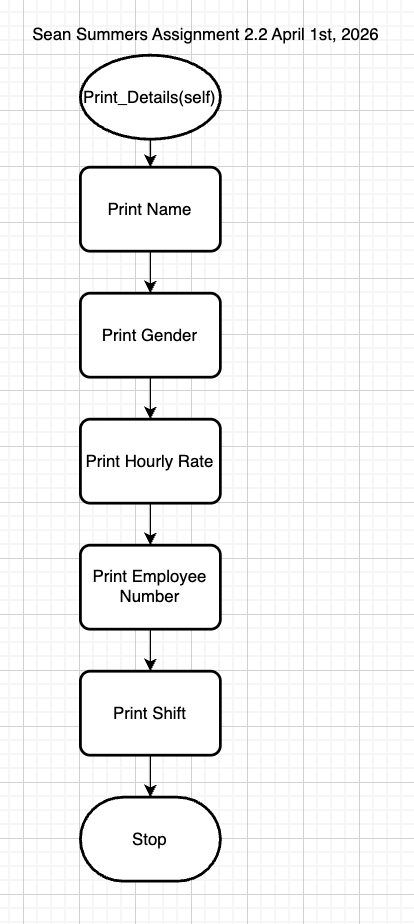 Sean Summers Assignment 2.2 April 1st, 2026
Print_Details(self)
Print Name
Print Gender
Print Hourly Rate
Print Employee
Number
Print Shift
Stop